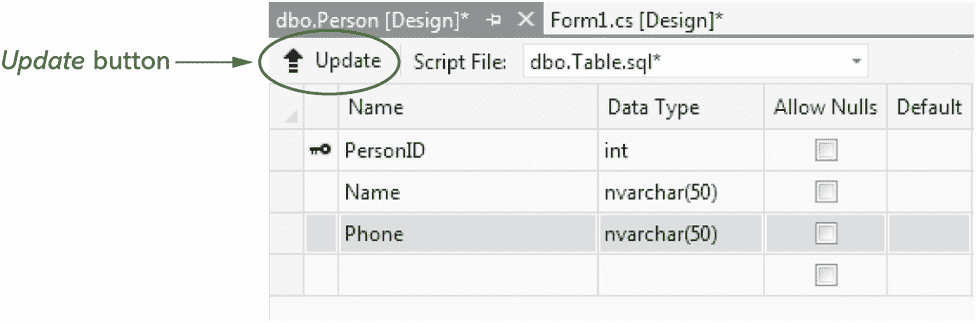 dbo.Person [Design]* Form1.cs [Design]*
Update button Update Script File: dbo.Table.sql*
Name Data Type Allow Nulls Default
PersonID int
Name nvarchar(50)
Phone nvarchar(50)